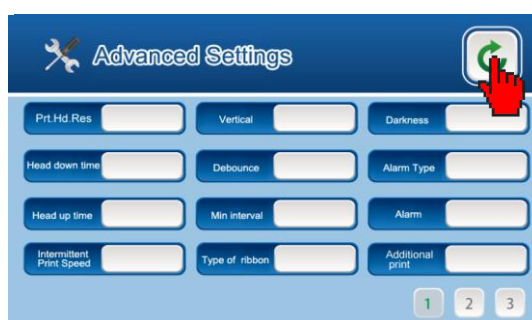 Advanced Settings
Prt.Hd.Res
Vertical
Darkness
Head down time
Debounce
Alarm Type
Head up time
Min interval
Alarm
Intermittent
Print Speed
Type of ribbon
Additional
print
1 2 3